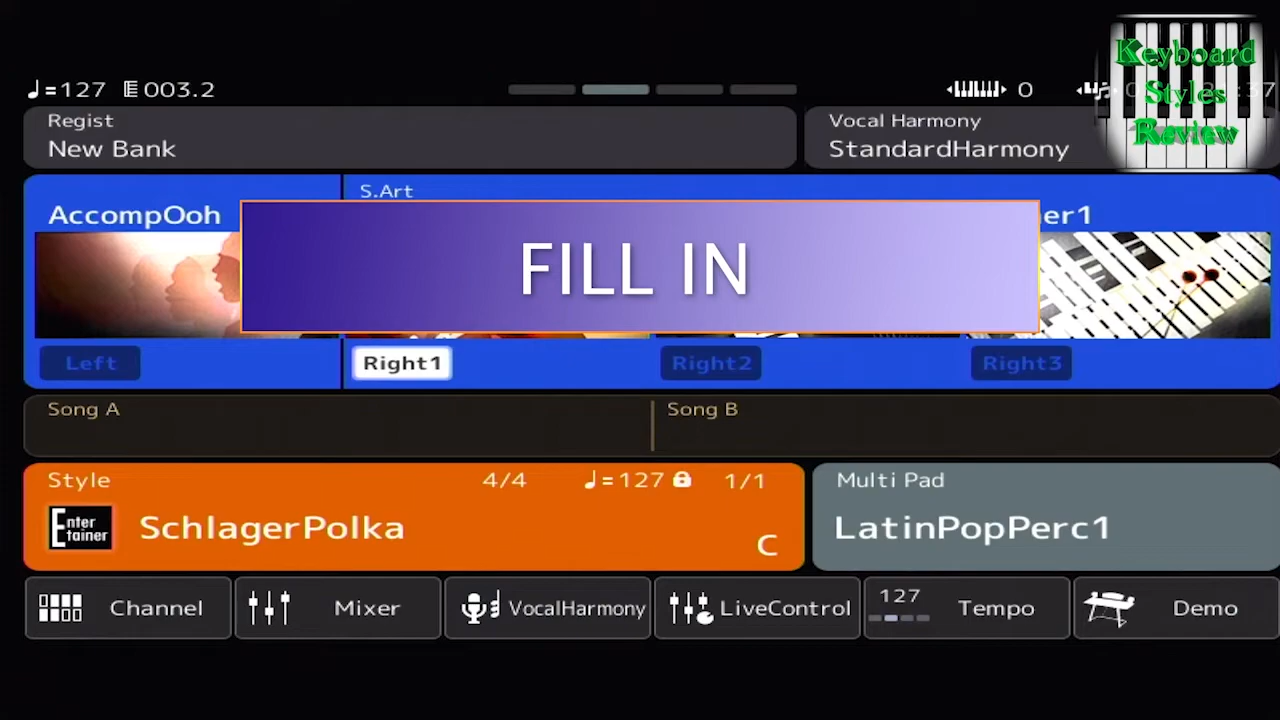 Keyboard
Styles
Review
♩=127 003.2
0
Regist
New Bank
Vocal Harmony
StandardHarmony
S.Art
AccompOoh
FILL IN
Left
Right1
Right2
Right3
Song A
Song B
Style
4/4
♩=127
1/1
Enter
tainer
SchlagerPolka
C
Multi Pad
LatinPopPerc1
Channel
Mixer
VocalHarmony
LiveControl
127
Tempo
Demo